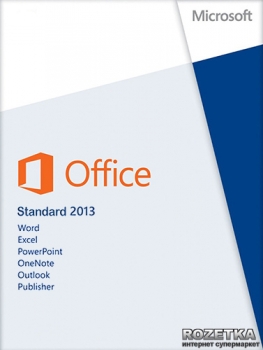 Microsoft
Office
Standard 2013
Word
Excel
PowerPoint
OneNote
Outlook
Publisher
ROZETKA
интернет супермаркет